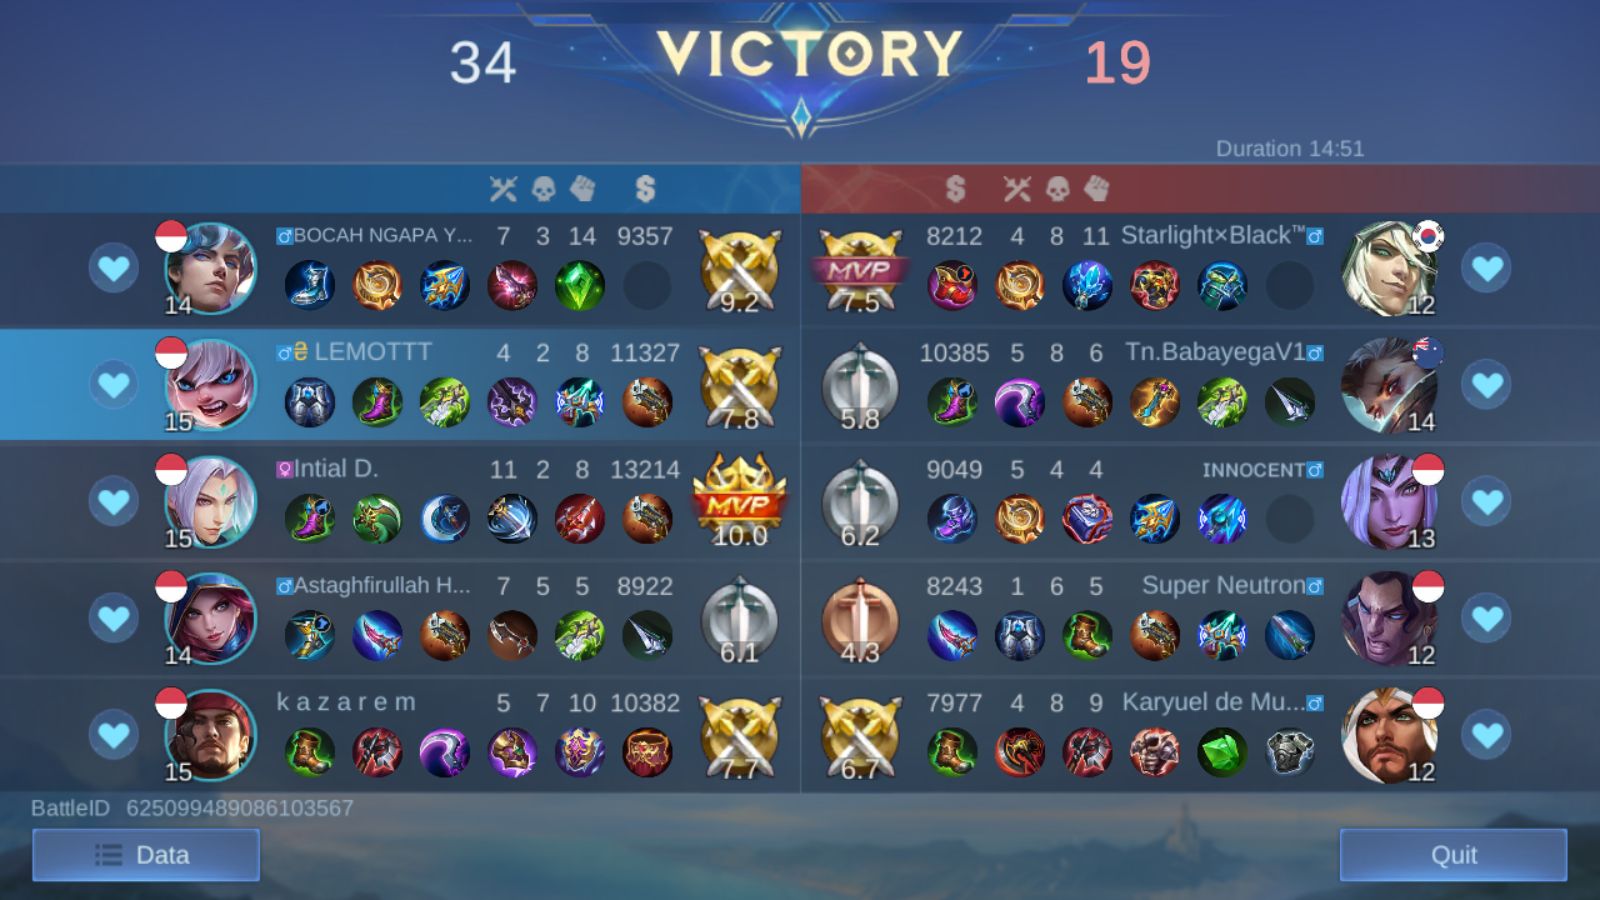 34 VICTORY 19
Duration 14:51
BOCAH NGAPA Y... 7 3 14 9357
14 9.2
MVP 7.5 8212 4 8 11 Starlight×Black™
12
₴ LEMOTTT 4 2 8 11327
15 7.8
5.8 10385 5 8 6 Tn.BabayegaV1
14
Intial D. 11 2 8 13214
15 MVP 10.0
6.2 9049 5 4 4 INNOCENT
13
Astaghfirullah H... 7 5 5 8922
14 6.1
4.3 8243 1 6 5 Super Neutron
12
k a z a r e m 5 7 10 10382
15 7.7
6.7 7977 4 8 9 Karyuel de Mu...
12
BattleID 625099489086103567
Data Quit